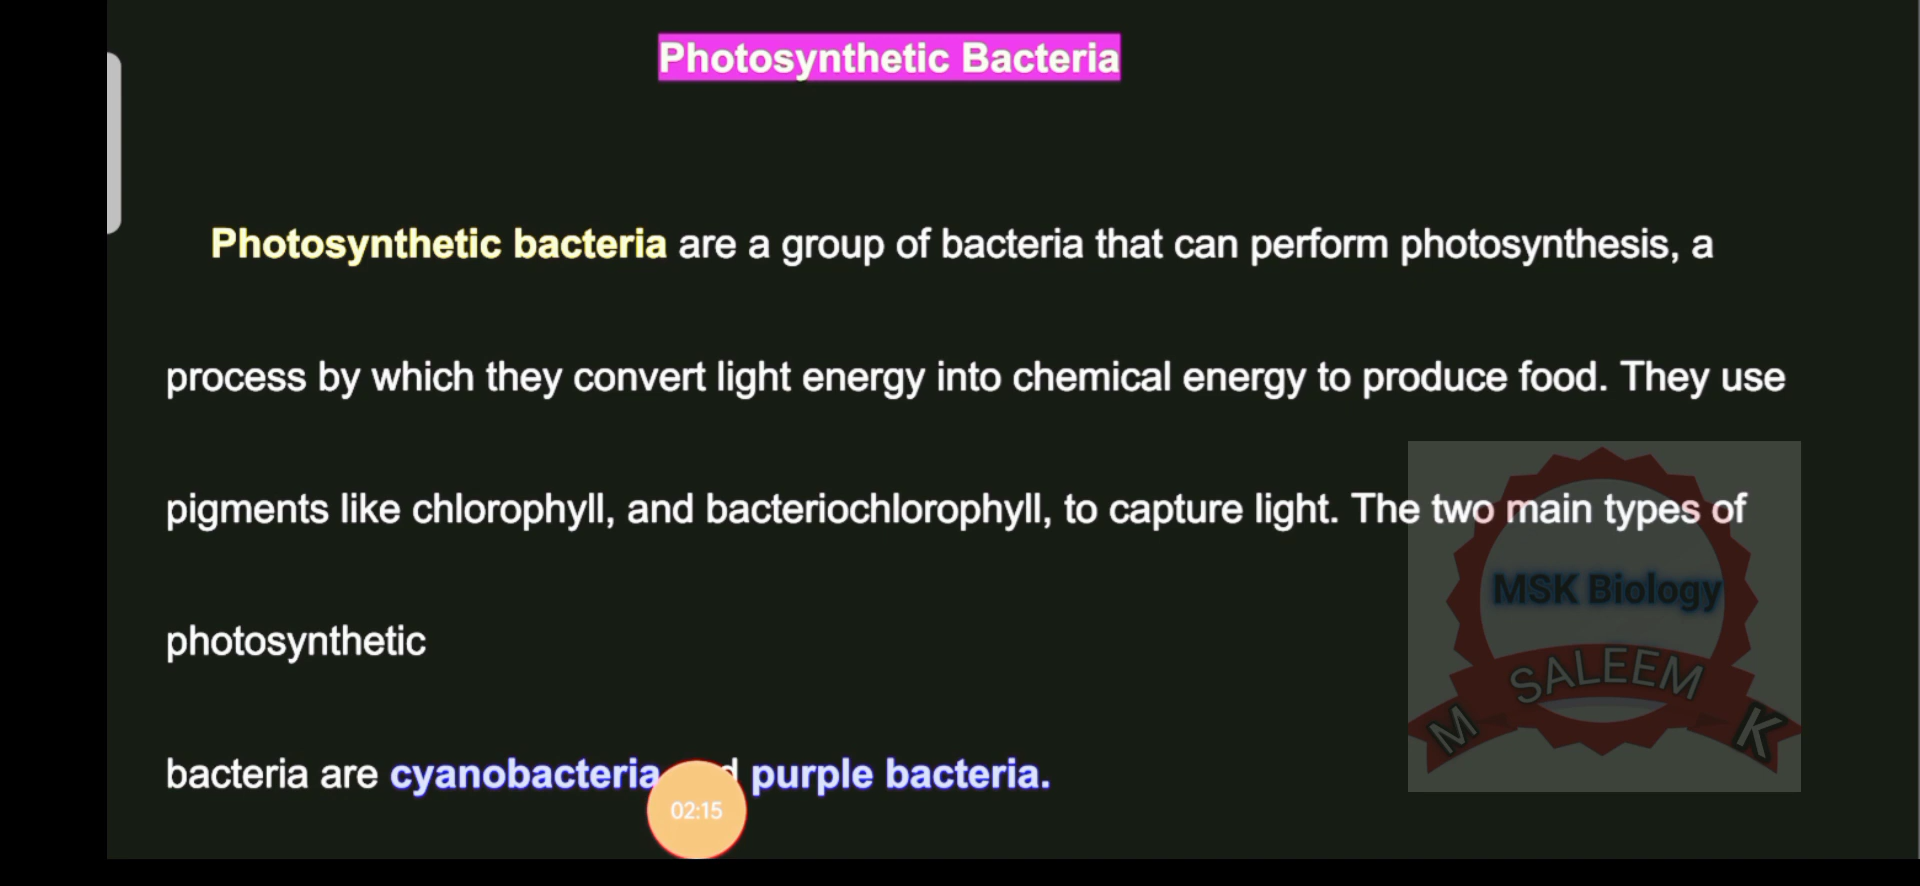 Photosynthetic Bacteria
Photosynthetic bacteria are a group of bacteria that can perform photosynthesis, a
process by which they convert light energy into chemical energy to produce food. They use
pigments like chlorophyll, and bacteriochlorophyll, to capture light. The two main types of
photosynthetic
bacteria are cyanobacteria purple bacteria.
02:15
MSK Biology
M SALEEM K